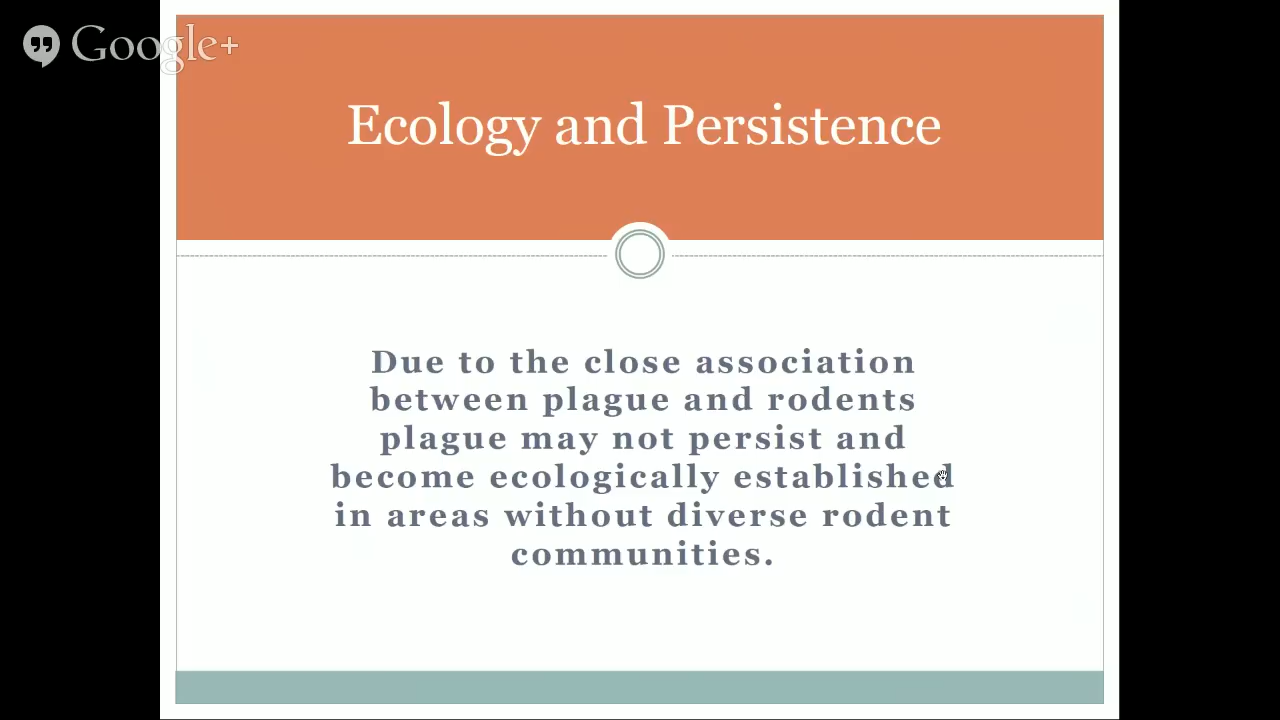 Google+
Ecology and Persistence
Due to the close association
between plague and rodents
plague may not persist and
become ecologically established
in areas without diverse rodent
communities.